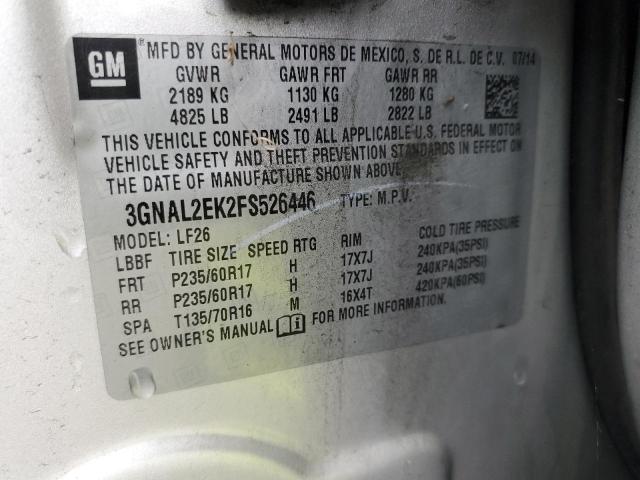 GM
MFD BY GENERAL MOTORS DE MEXICO, S. DE R.L. DE C.V. 07/14
GVWR GAWR FRT GAWR RR
2189 KG 1130 KG 1280 KG
4825 LB 2491 LB 2822 LB
THIS VEHICLE CONFORMS TO ALL APPLICABLE U.S. FEDERAL MOTOR
VEHICLE SAFETY AND THEFT PREVENTION STANDARDS IN EFFECT ON
THE DATE OF MANUFACTURE SHOWN ABOVE.
3GNAL2EK2FS526446 TYPE: M.P.V.
MODEL: LF26
LBBF TIRE SIZE SPEED RTG RIM COLD TIRE PRESSURE
FRT P235/60R17 H 17X7J 240KPA(35PSI)
RR P235/60R17 H 17X7J 240KPA(35PSI)
SPA T135/70R16 M 16X4T 420KPA(60PSI)
SEE OWNER'S MANUAL FOR MORE INFORMATION.